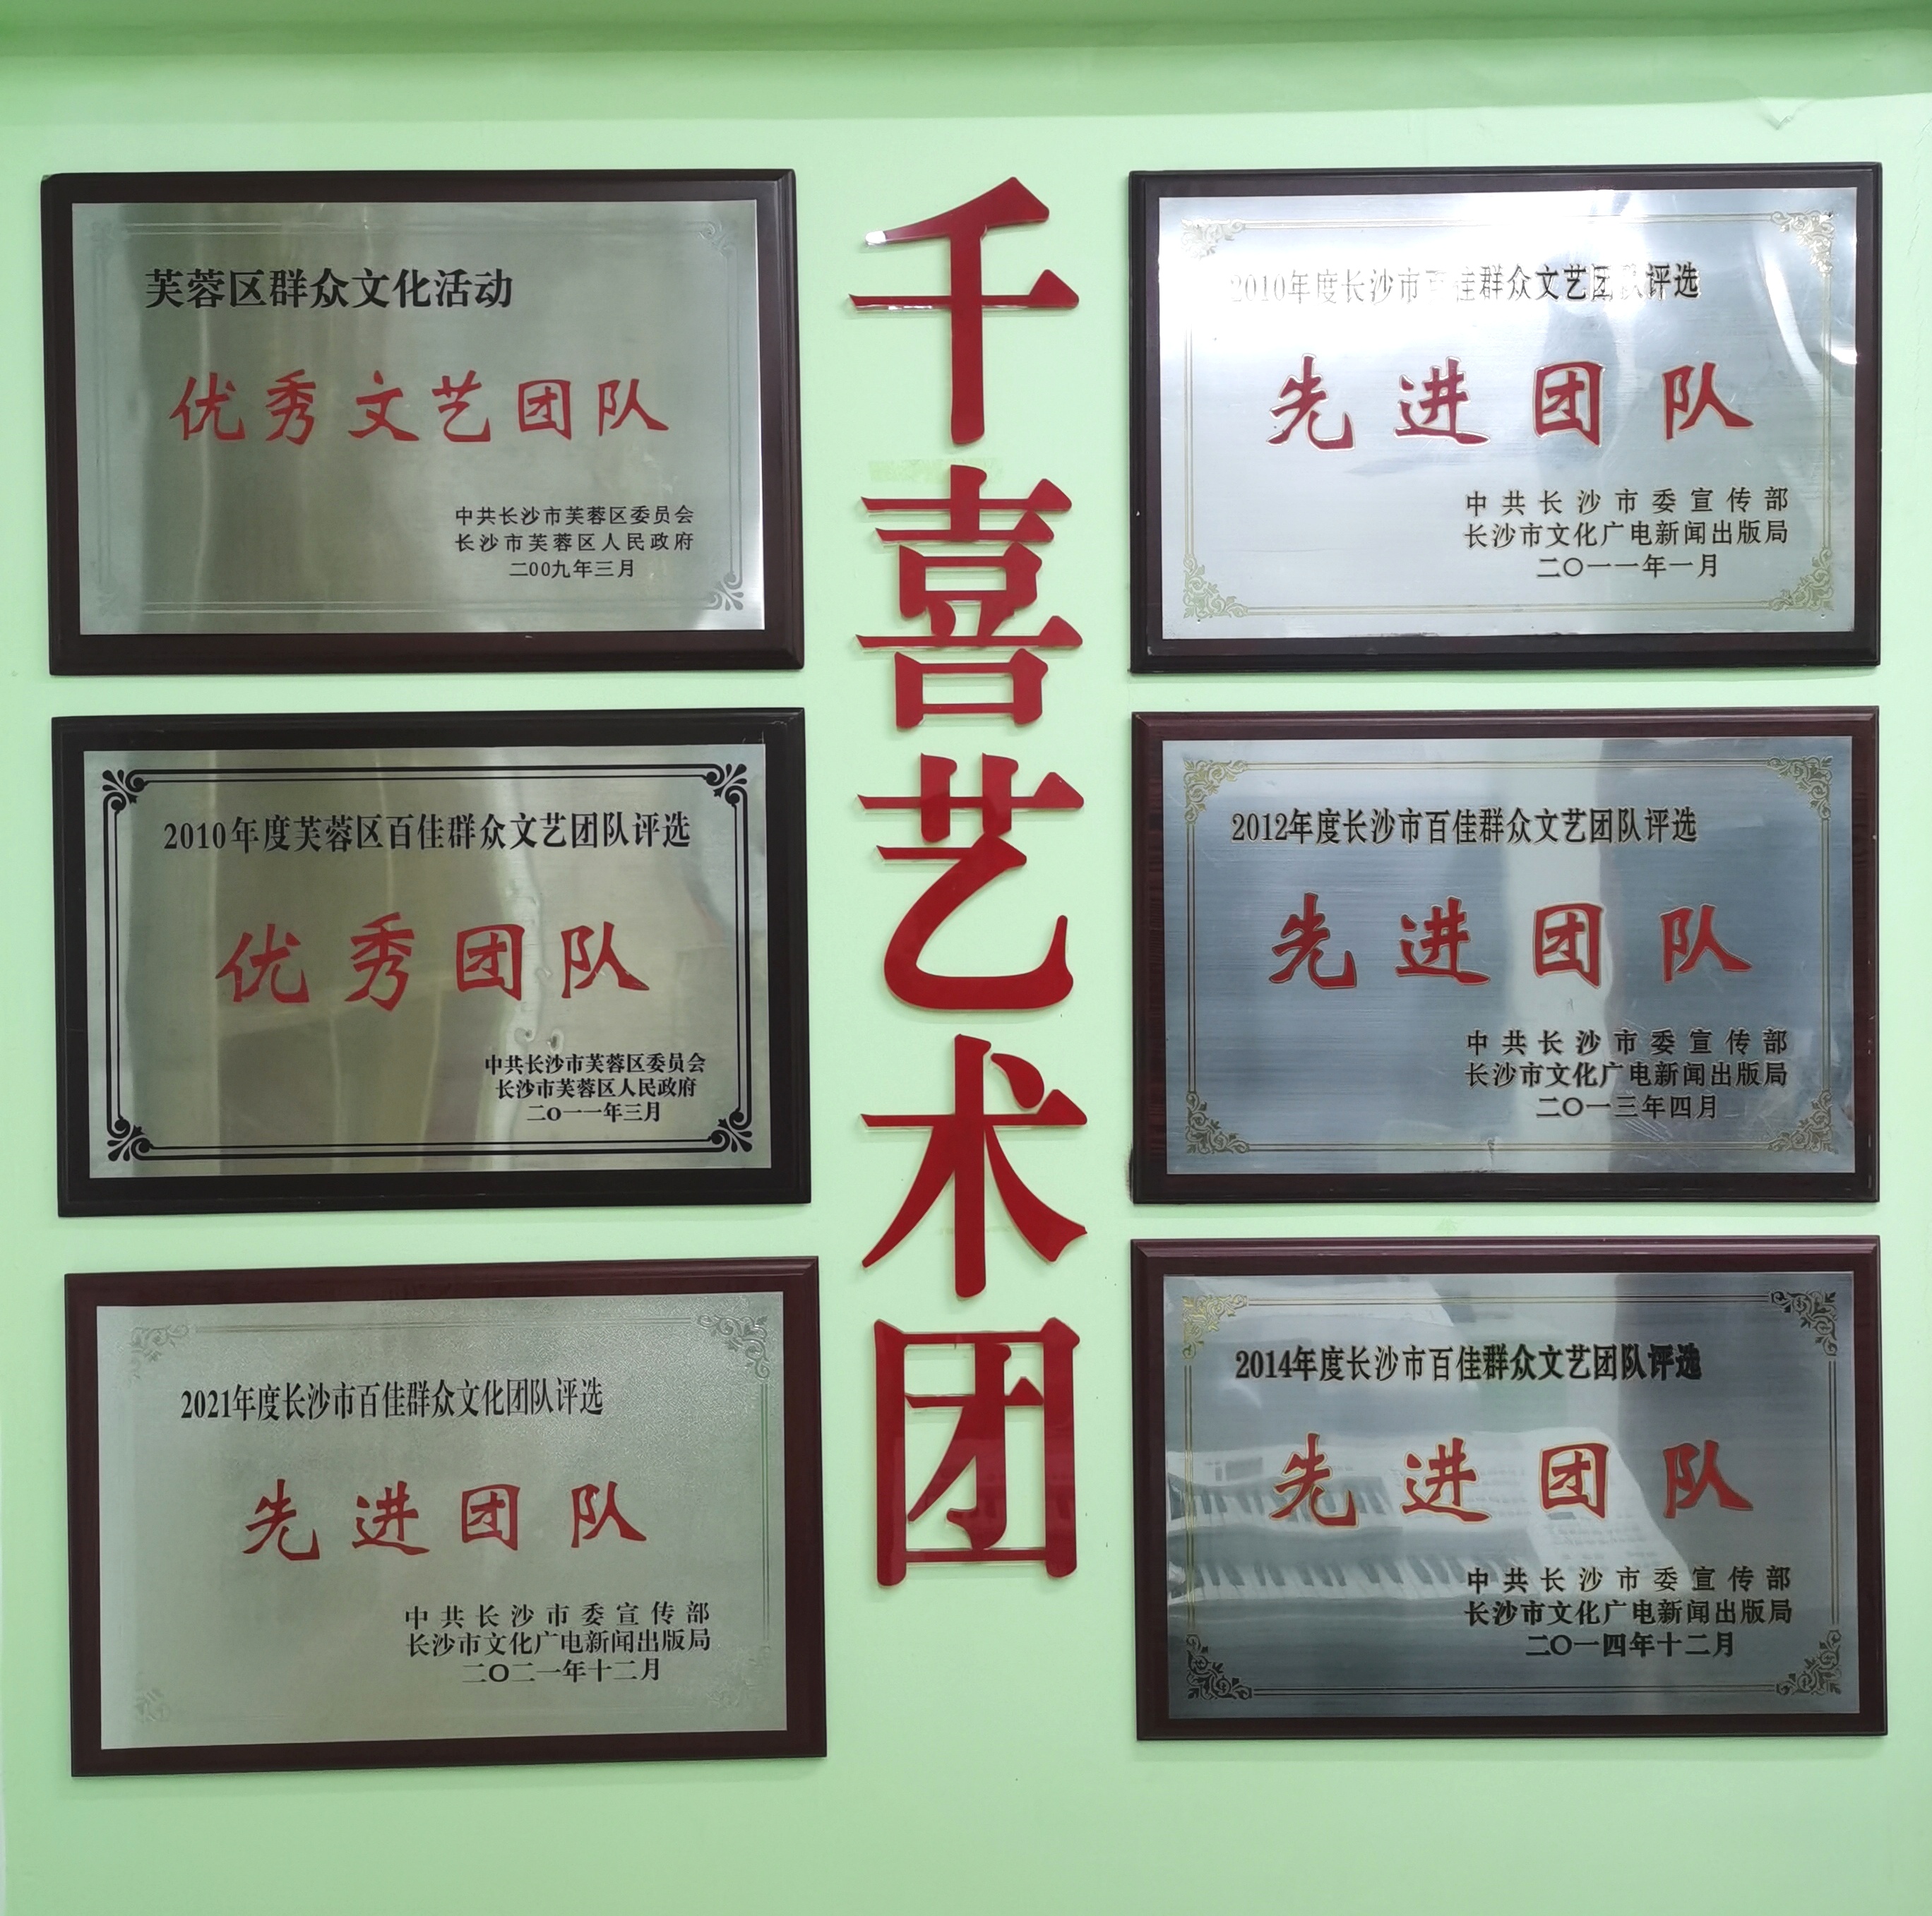 芙蓉区群众文化活动
优秀文艺团队
中共长沙市芙蓉区委员会
长沙市芙蓉区人民政府
二00九年三月
2010年度芙蓉区百佳群众文艺团队评选
优秀团队
中共长沙市芙蓉区委员会
长沙市芙蓉区人民政府
二〇一一年三月
2021年度长沙市百佳群众文化团队评选
先进团队
中共长沙市委宣传部
长沙市文化广电新闻出版局
二〇二一年十二月
千喜艺术团
2010年度长沙市百佳群众文艺团队评选
先进团队
中共长沙市委宣传部
长沙市文化广电新闻出版局
二〇一一年一月
2012年度长沙市百佳群众文艺团队评选
先进团队
中共长沙市委宣传部
长沙市文化广电新闻出版局
二〇一三年四月
2014年度长沙市百佳群众文艺团队评选
先进团队
中共长沙市委宣传部
长沙市文化广电新闻出版局
二〇一四年十二月